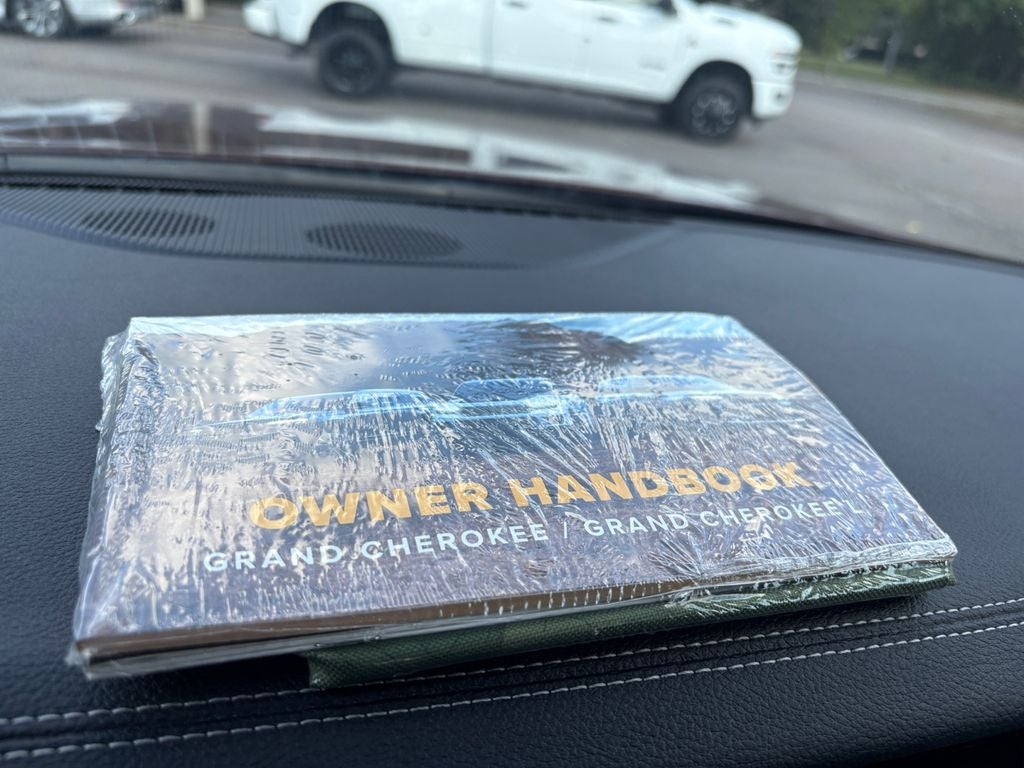 OWNER HANDBOOK
GRAND CHEROKEE / GRAND CHEROKEE L